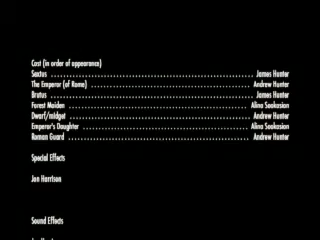 Cast (in order of appearance)
Sextus ........................................................ James Hunter
The Emperor (of Rome) ............................................ Andrew Hunter
Brutus ........................................................ James Hunter
Forest Maiden .................................................. Alina Saakasian
Dwarf/midget .................................................. Andrew Hunter
Emperor's Daughter .............................................. Alina Saakasian
Roman Guard .................................................. Andrew Hunter
Special Effects
Jon Harrison
Sound Effects